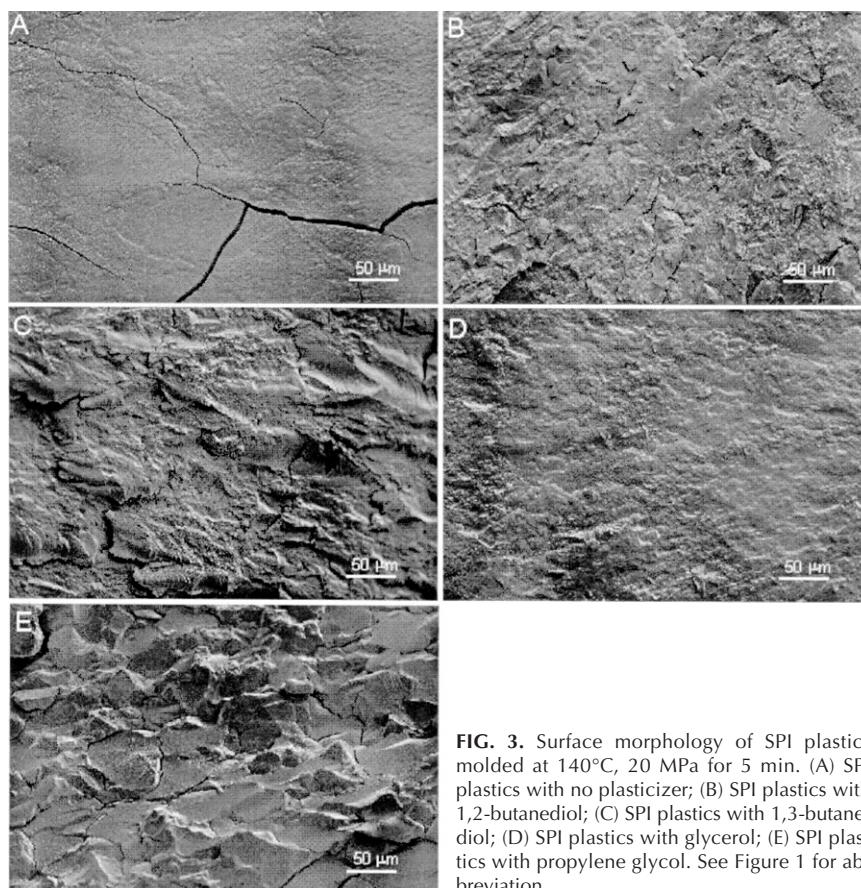 A
B
50 μm
50 μm
C
D
50 μm
50 μm
E
50 μm
FIG. 3. Surface morphology of SPI plastic
molded at 140°C, 20 MPa for 5 min. (A) SP
plastics with no plasticizer; (B) SPI plastics wit
1,2-butanediol; (C) SPI plastics with 1,3-butane
diol; (D) SPI plastics with glycerol; (E) SPI plas
tics with propylene glycol. See Figure 1 for ab
breviation.